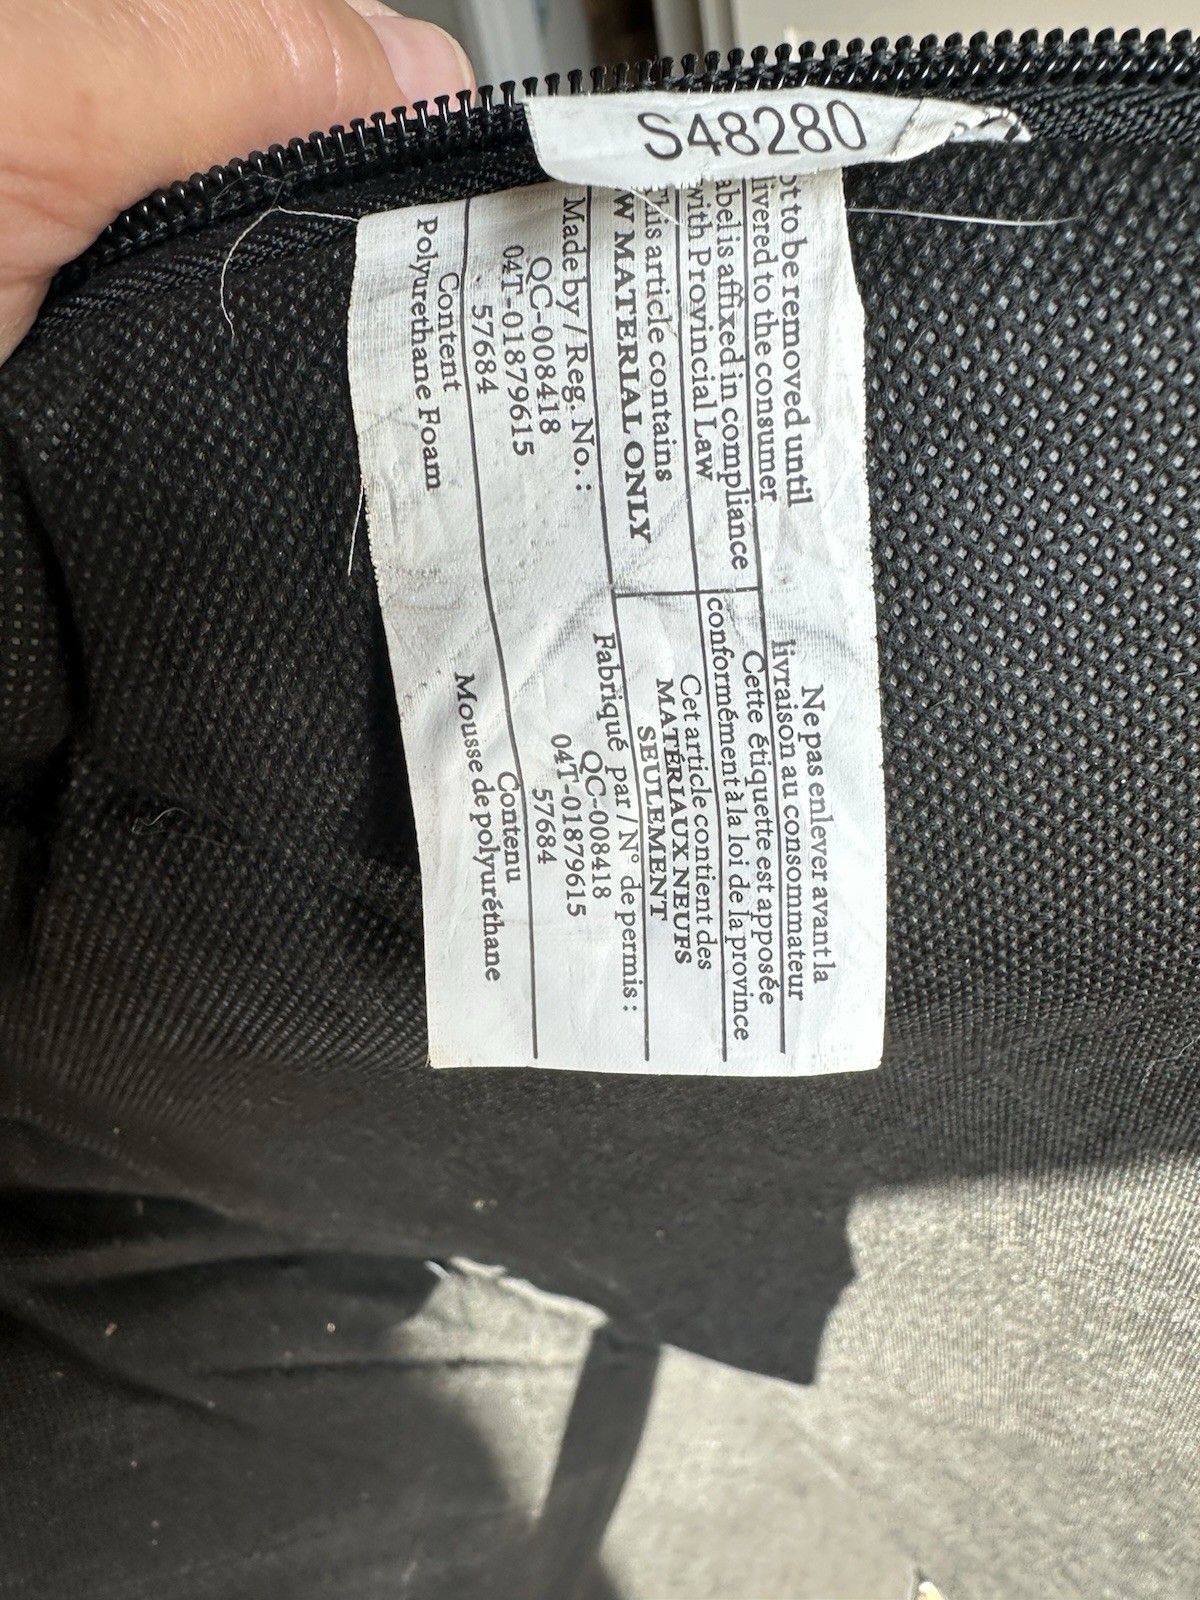 S48280
to be removed until
livered to the consumer
label is affixed in compliance
with Provincial Law
This article contains
W MATERIAL ONLY
Made by / Reg. No. :
QC-008418
04T-01879615
57684
Content
Polyurethane Foam
Ne pas enlever avant la
livraison au consommateur
Cette étiquette est apposée
conformément à la loi de la province
Cet article contient des
MATÉRIAUX NEUFS
SEULEMENT
Fabriqué par / N° de permis :
QC-008418
04T-01879615
57684
Contenu
Mousse de polyuréthane